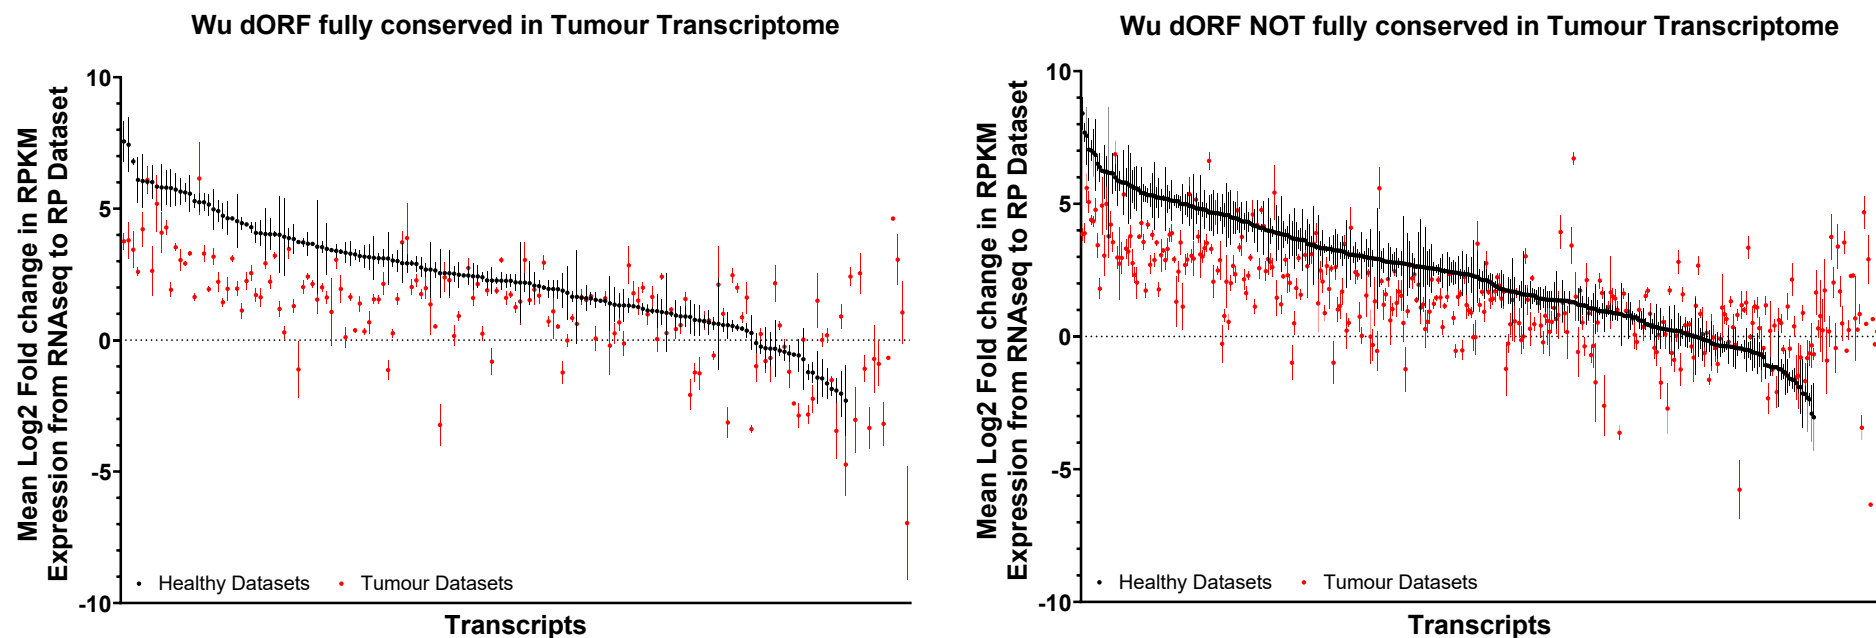 Wu dORF fully conserved in Tumour Transcriptome
Mean Log2 Fold change in RPKM
Expression from RNAseq to RP Dataset
10
5
0
-5
-10
Healthy Datasets
Tumour Datasets
Transcripts
Wu dORF NOT fully conserved in Tumour Transcriptome
Mean Log2 Fold change in RPKM
Expression from RNAseq to RP Dataset
10
5
0
-5
-10
Healthy Datasets
Tumour Datasets
Transcripts